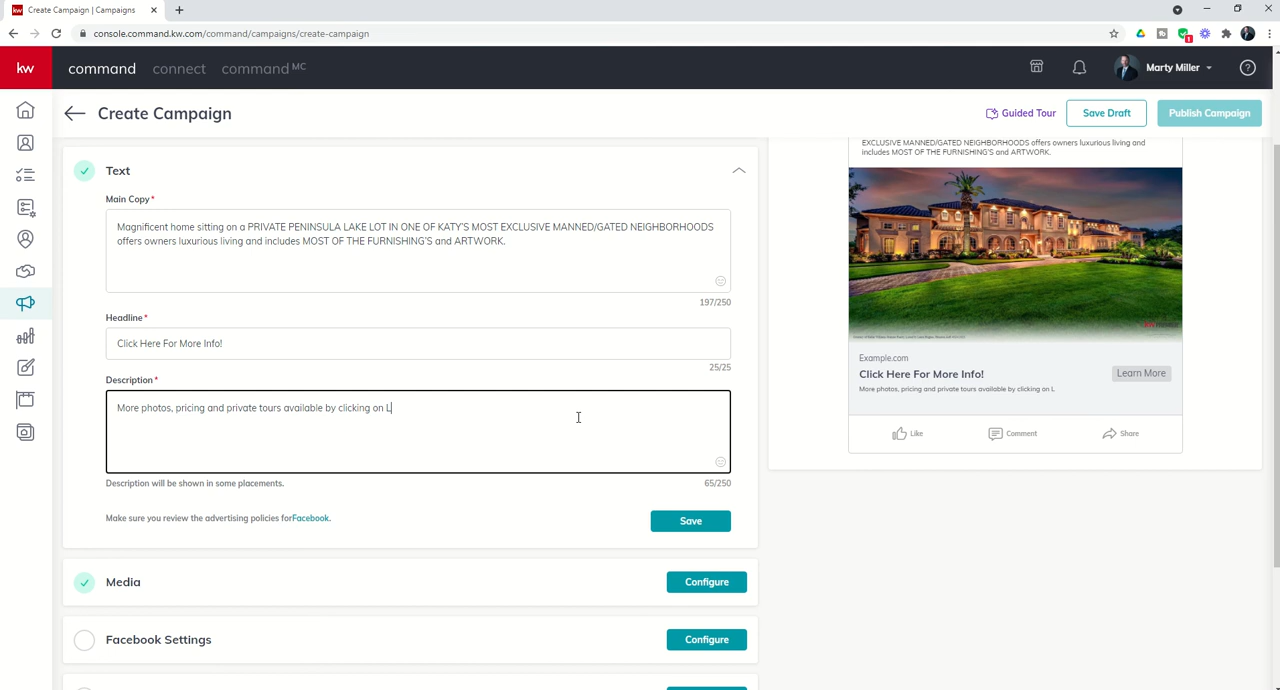 Create Campaign | Campaigns
console.command.kw.com/command/campaigns/create-campaign
kw
command connect command MC
Marty Miller
Create Campaign
Guided Tour
Save Draft
Publish Campaign
Text
Main Copy*
Magnificent home sitting on a PRIVATE PENINSULA LAKE LOT IN ONE OF KATY'S MOST EXCLUSIVE MANNED/GATED NEIGHBORHOODS
offers owners luxurious living and includes MOST OF THE FURNISHING'S and ARTWORK.
197/250
Headline*
Click Here For More Info!
25/25
Description*
More photos, pricing and private tours available by clicking on L
Description will be shown in some placements.
65/250
Make sure you review the advertising policies forFacebook.
Save
Media
Configure
Facebook Settings
Configure
EXCLUSIVE MANNED/GATED NEIGHBORHOODS offers owners luxurious living and
includes MOST OF THE FURNISHING'S and ARTWORK.
Example.com
Click Here For More Info!
Learn More
More photos, pricing and private tours available by clicking on L
Like
Comment
Share